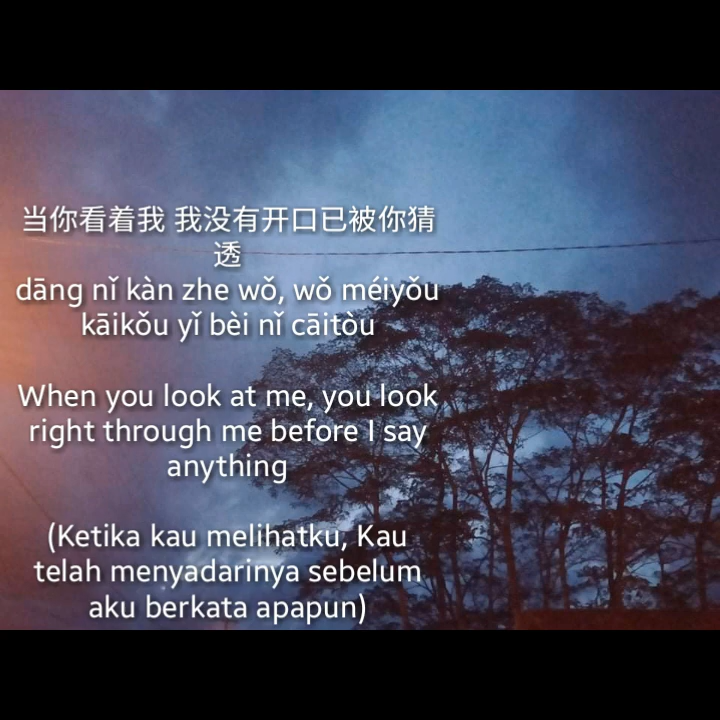 当你看着我 我没有开口已被你猜
透
dāng nǐ kàn zhe wǒ, wǒ méiyǒu
kāikǒu yǐ bèi nǐ cāitòu
When you look at me, you look
right through me before I say
anything
(Ketika kau melihatku, Kau
telah menyadarinya sebelum
aku berkata apapun)